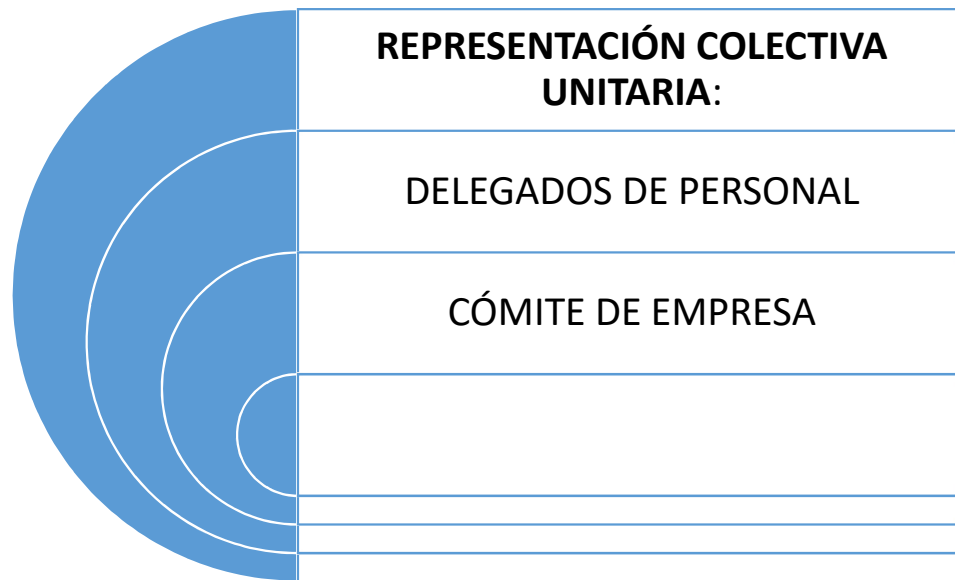 REPRESENTACIÓN COLECTIVA
UNITARIA:
DELEGADOS DE PERSONAL
CÓMITE DE EMPRESA